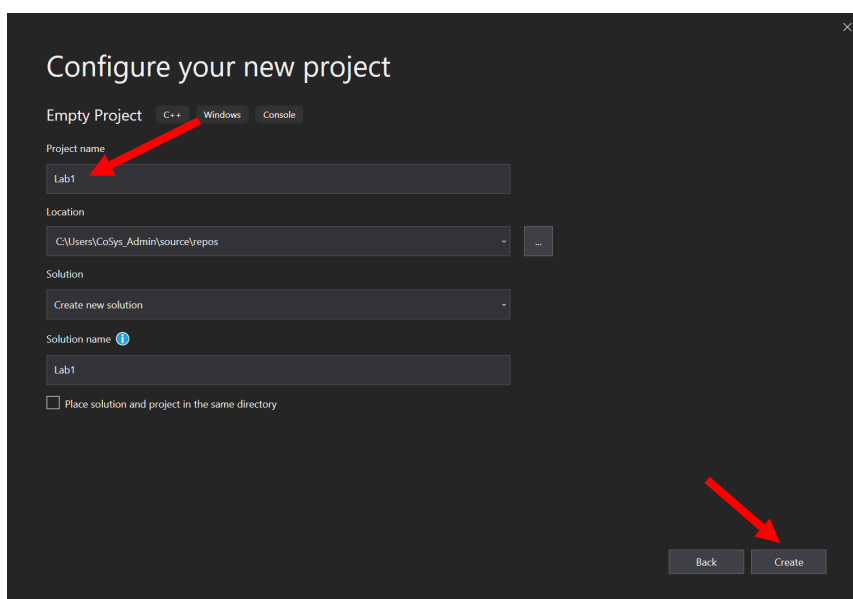 Configure your new project
Empty Project C++ Windows Console
Project name
Lab1
Location
C:\Users\CoSys_Admin\source\repos
...
Solution
Create new solution
Solution name
Lab1
Place solution and project in the same directory
Back Create